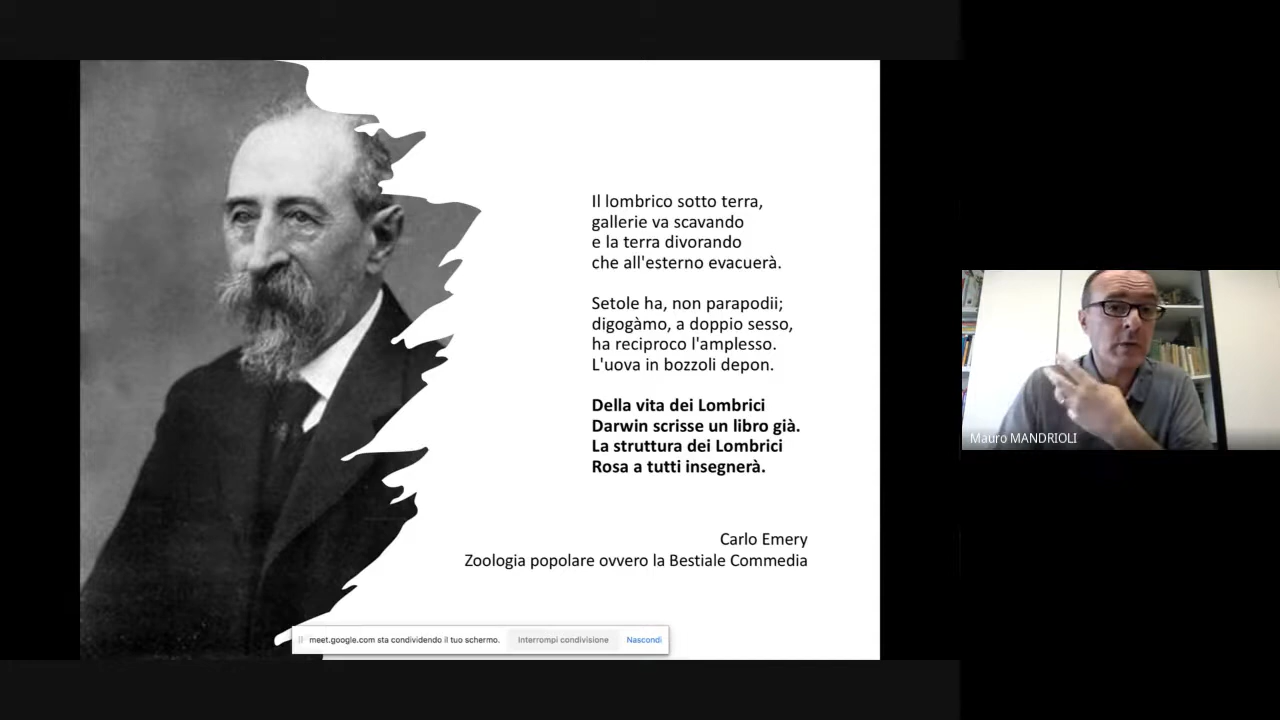 Il lombrico sotto terra,
gallerie va scavando
e la terra divorando
che all'esterno evacuerà.
Setole ha, non parapodii;
digogàmo, a doppio sesso,
ha reciproco l'amplesso.
L'uova in bozzoli depon.
Della vita dei Lombrici
Darwin scrisse un libro già.
La struttura dei Lombrici
Rosa a tutti insegnerà.
Carlo Emery
Zoologia popolare ovvero la Bestiale Commedia
meet.google.com sta condividendo il tuo schermo.
Interrompi condivisione
Nascondi
Mauro MANDRIOLI